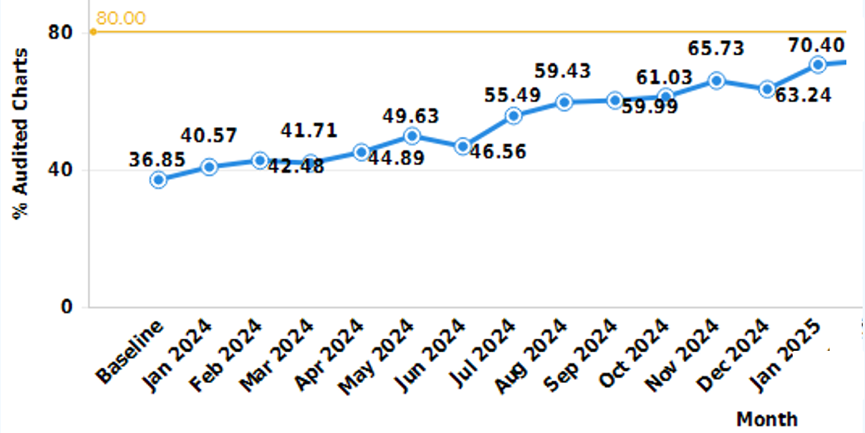 80.00
80
40
0
% Audited Charts
36.85
40.57
42.48
41.71
44.89
49.63
46.56
55.49
59.43
59.99
61.03
65.73
63.24
70.40
Baseline
Jan 2024
Feb 2024
Mar 2024
Apr 2024
May 2024
Jun 2024
Jul 2024
Aug 2024
Sep 2024
Oct 2024
Nov 2024
Dec 2024
Jan 2025
Month